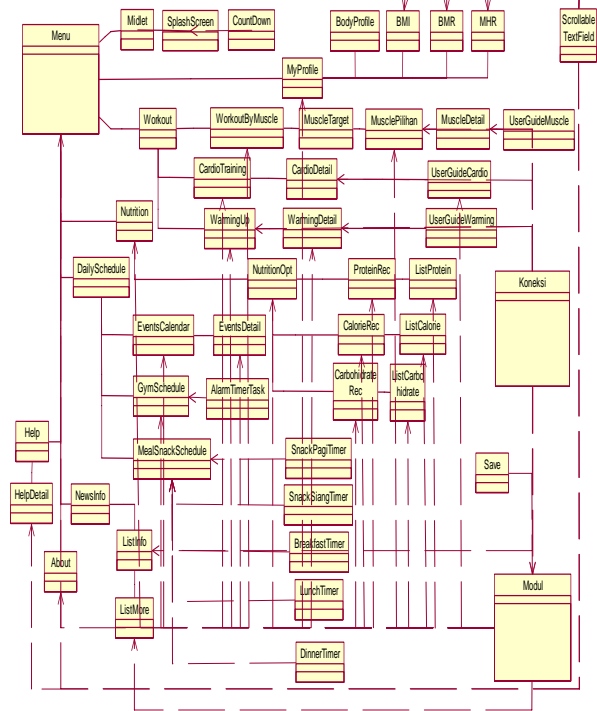 Menu
Midlet
SplashScreen
CountDown
BodyProfile
BMI
BMR
MHR
Scrollable
TextField
MyProfile
Workout
WorkoutByMuscle
MuscleTarget
MusclePilihan
MuscleDetail
UserGuideMuscle
CardioTraining
CardioDetail
UserGuideCardio
Nutrition
WarmingUp
WarmingDetail
UserGuideWarming
DailySchedule
NutritionOpt
ProteinRec
ListProtein
Koneksi
EventsCalendar
EventsDetail
CalorieRec
ListCalorie
GymSchedule
AlarmTimerTask
Carbohidrate
Rec
ListCarbo
hidrate
Help
MealSnackSchedule
SnackPagiTimer
Save
HelpDetail
NewsInfo
SnackSiangTimer
ListInfo
BreakfastTimer
About
Modul
ListMore
LunchTimer
DinnerTimer